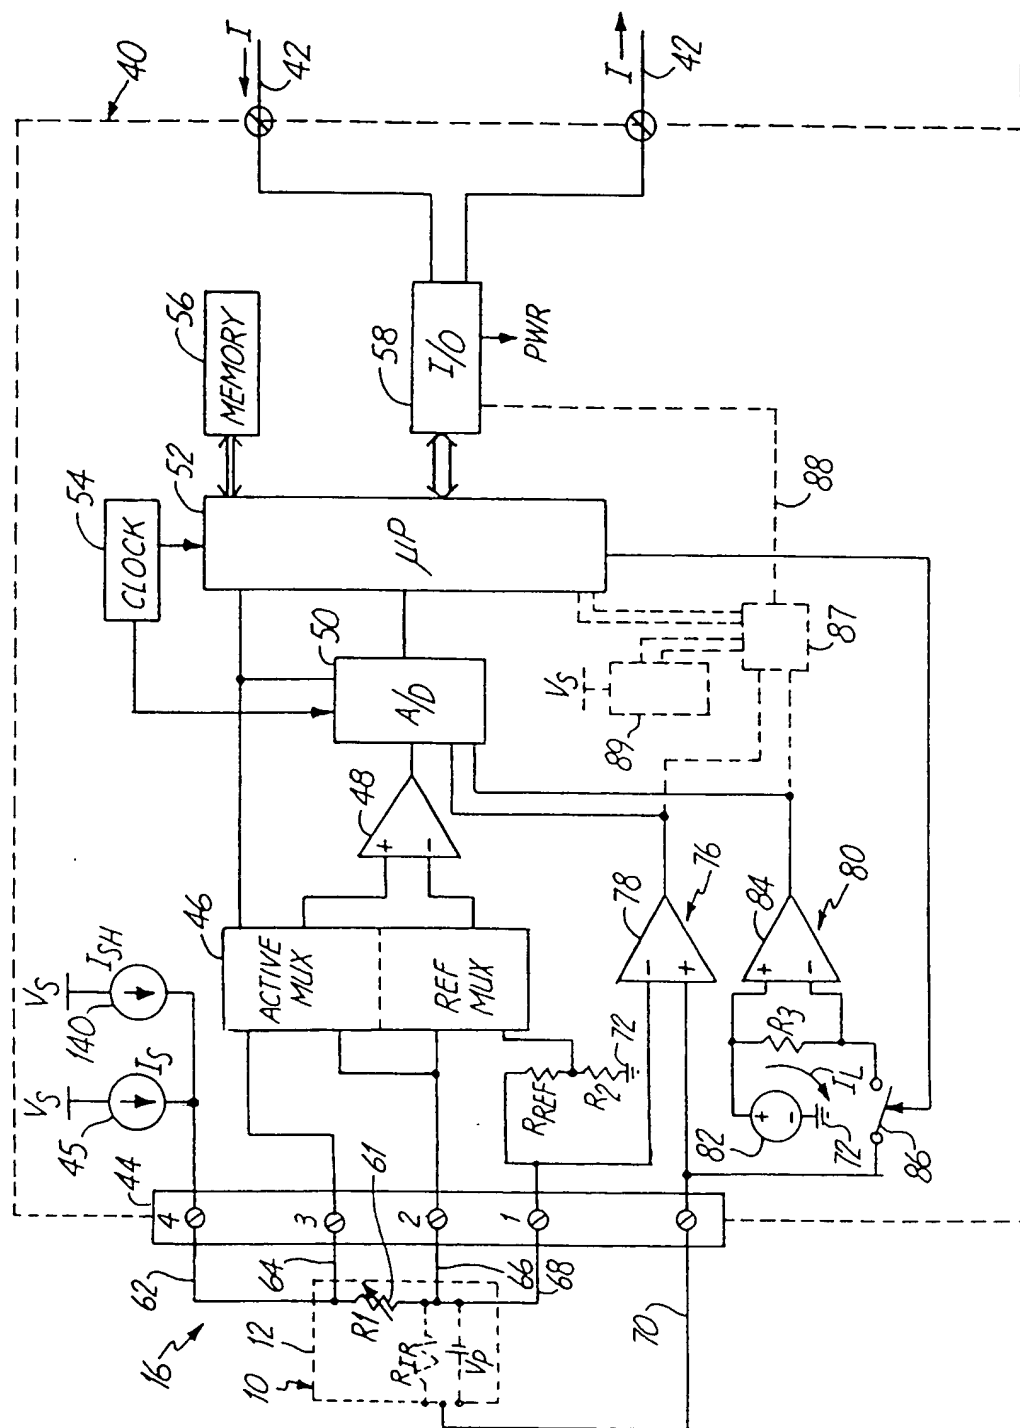 40
I
42
I
42
56
MEMORY
58
I/O
PWR
54
CLOCK
52
μP
88
50
A/D
VS
89
87
48
+
−
46
ACTIVE
MUX
REF
MUX
78
−
+
76
84
+
−
80
VS
140
ISH
VS
45
IS
44
RREF
R2
72
82
+
−
72
R3
IL
86
4
3
2
1
61
62
64
66
68
70
16
12
10
R1
RIR
VP